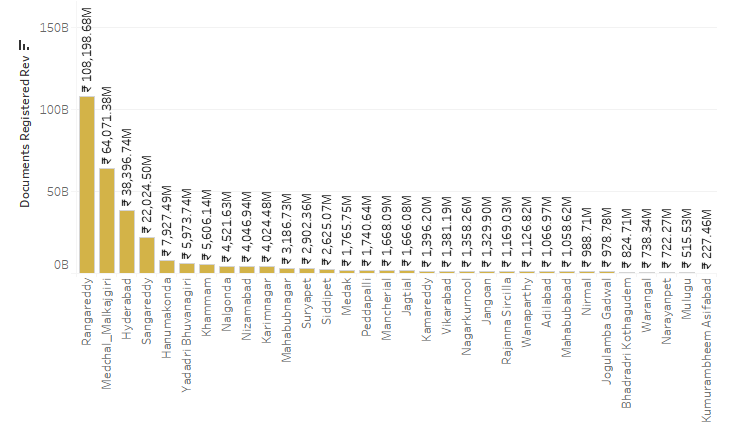 Documents Registered Rev
150B
100B
50B
0B
₹ 108,198.68M
₹ 64,071.38M
₹ 38,396.74M
₹ 22,024.50M
₹ 7,927.49M
₹ 5,973.74M
₹ 5,606.14M
₹ 4,521.63M
₹ 4,046.94M
₹ 4,024.48M
₹ 3,186.73M
₹ 2,902.36M
₹ 2,625.07M
₹ 1,765.75M
₹ 1,740.64M
₹ 1,668.09M
₹ 1,666.08M
₹ 1,396.20M
₹ 1,381.19M
₹ 1,358.26M
₹ 1,329.90M
₹ 1,169.03M
₹ 1,126.82M
₹ 1,066.97M
₹ 1,058.62M
₹ 988.71M
₹ 978.78M
₹ 824.71M
₹ 738.34M
₹ 722.27M
₹ 515.53M
₹ 227.46M
Rangareddy
Medchal_Malkajgiri
Hyderabad
Sangareddy
Hanumakonda
Yadadri Bhuvanagiri
Khammam
Nalgonda
Nizamabad
Karimnagar
Mahabubnagar
Suryapet
Siddipet
Medak
Peddapalli
Mancherial
Jagtial
Kamareddy
Vikarabad
Nagarkurnool
Jangoan
Rajanna Sircilla
Wanaparthy
Adilabad
Mahabubabad
Nirmal
Jogulamba Gadwal
Bhadradri Kothagudem
Warangal
Narayanpet
Mulugu
Kumurambheem Asifabad